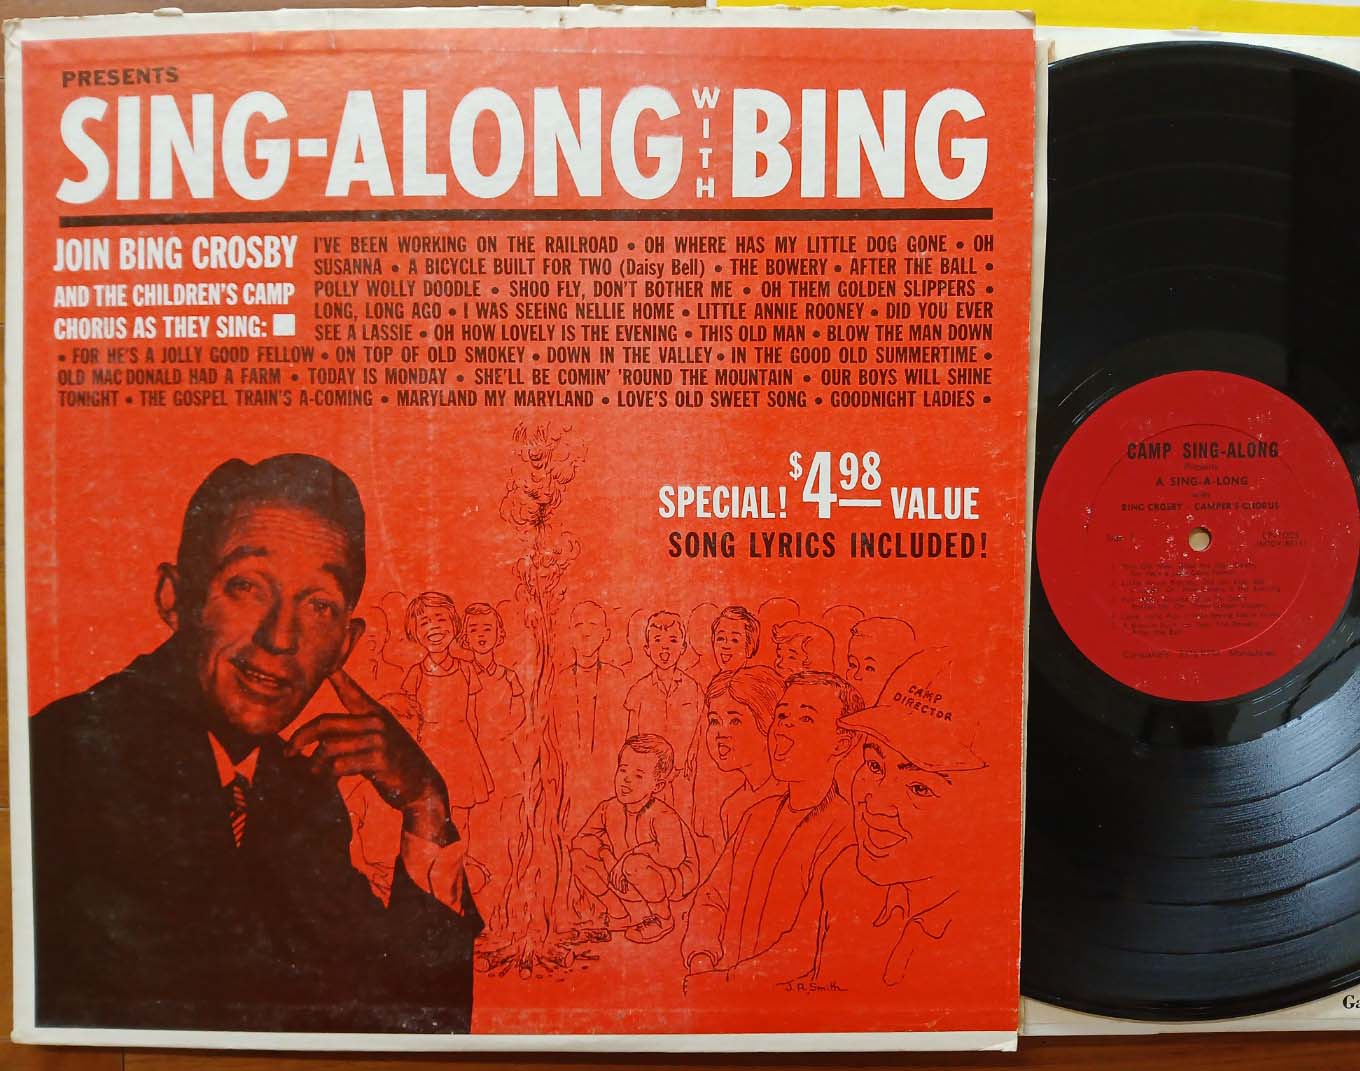 PRESENTS
SING-ALONG WITH BING
JOIN BING CROSBY
AND THE CHILDREN'S CAMP
CHORUS AS THEY SING:
I'VE BEEN WORKING ON THE RAILROAD • OH WHERE HAS MY LITTLE DOG GONE • OH
SUSANNA • A BICYCLE BUILT FOR TWO (Daisy Bell) • THE BOWERY • AFTER THE BALL •
POLLY WOLLY DOODLE • SHOO FLY, DON'T BOTHER ME • OH THEM GOLDEN SLIPPERS •
LONG, LONG AGO • I WAS SEEING NELLIE HOME • LITTLE ANNIE ROONEY • DID YOU EVER
SEE A LASSIE • OH HOW LOVELY IS THE EVENING • THIS OLD MAN • BLOW THE MAN DOWN
• FOR HE'S A JOLLY GOOD FELLOW • ON TOP OF OLD SMOKEY • DOWN IN THE VALLEY • IN THE GOOD OLD SUMMERTIME •
OLD MAC DONALD HAD A FARM • TODAY IS MONDAY • SHE'LL BE COMIN' 'ROUND THE MOUNTAIN • OUR BOYS WILL SHINE
TONIGHT • THE GOSPEL TRAIN'S A-COMING • MARYLAND MY MARYLAND • LOVE'S OLD SWEET SONG • GOODNIGHT LADIES •
SPECIAL! $4.98 VALUE
SONG LYRICS INCLUDED!
CAMP
DIRECTOR
J.R. Smith
CAMP SING-ALONG
Presents
A SING-A-LONG
with
BING CROSBY - CAMPER'S CHORUS
Side 1
Ga